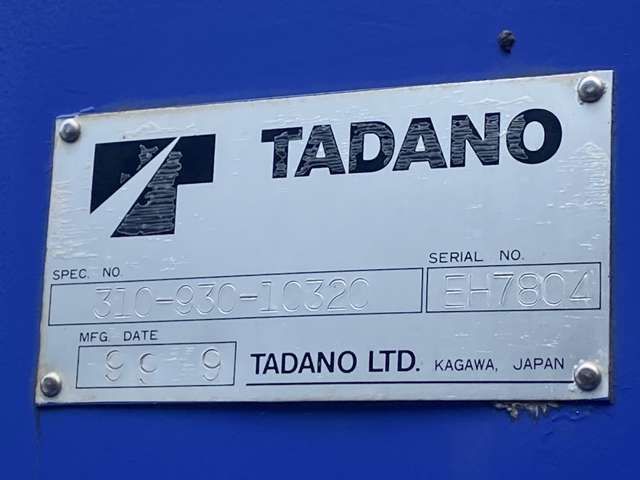 TADANO
SPEC. NO.
310-930-10320
SERIAL NO.
EH7804
MFG. DATE
99 9
TADANO LTD. KAGAWA, JAPAN